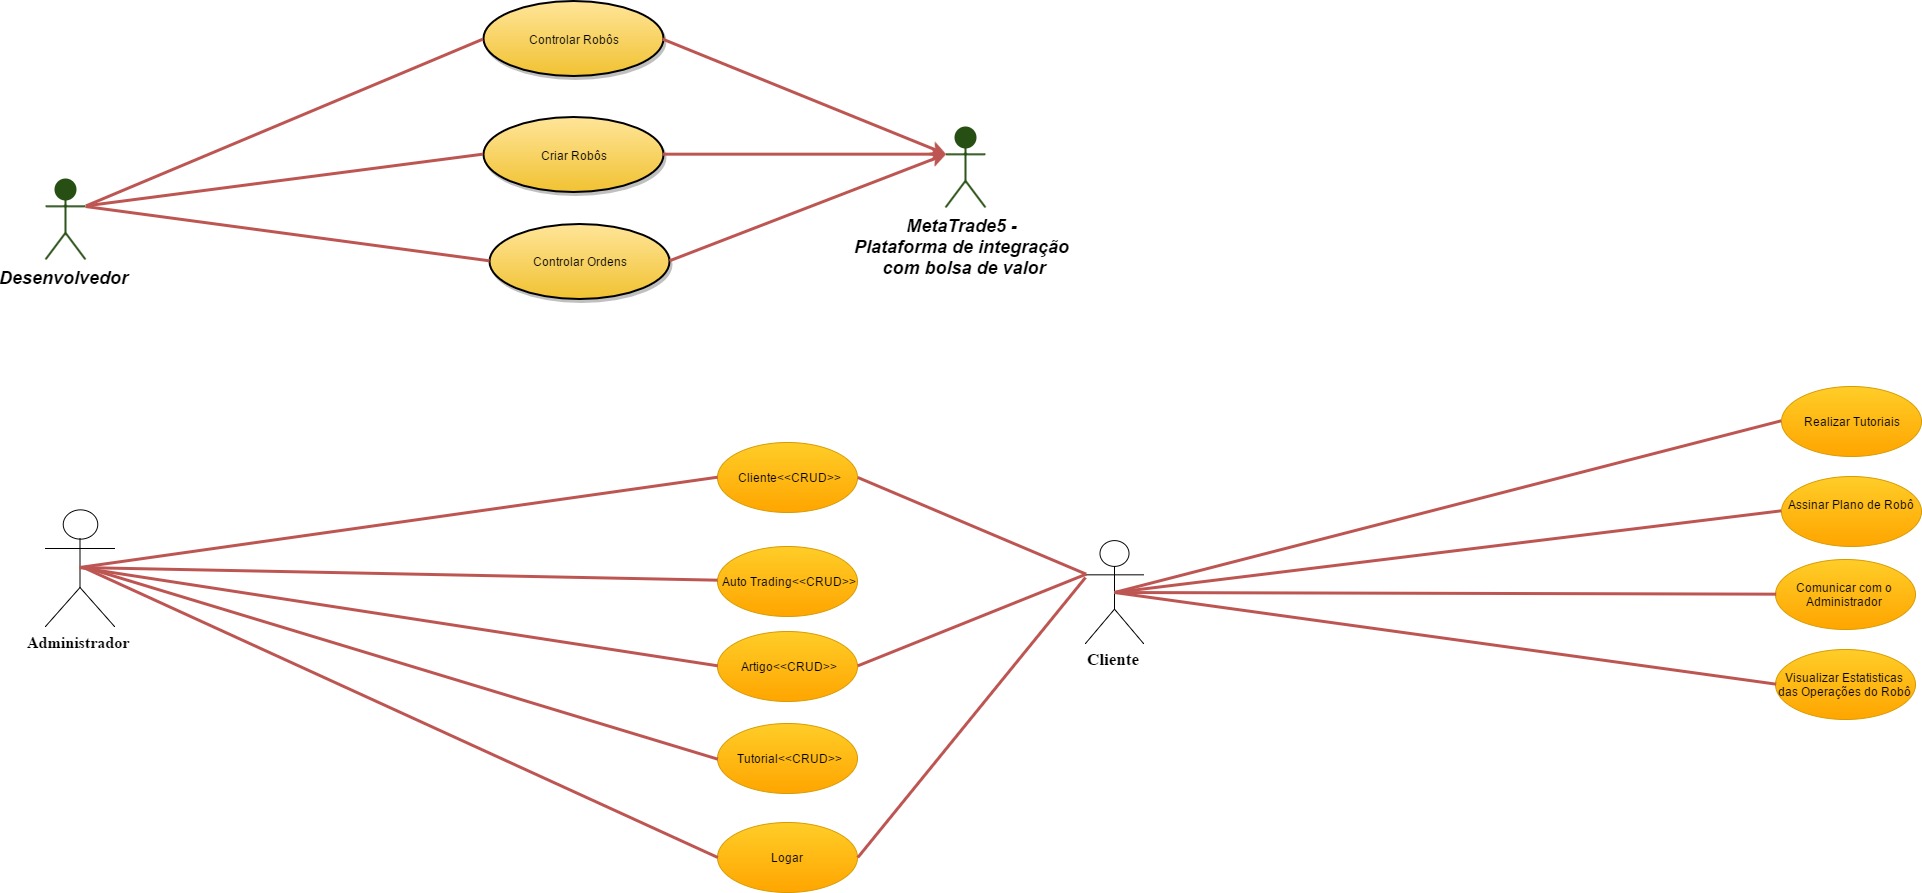 Controlar Robôs
Criar Robôs
Controlar Ordens
Desenvolvedor
MetaTrade5 -
Plataforma de integração
com bolsa de valor
Cliente<<CRUD>>
Auto Trading<<CRUD>>
Artigo<<CRUD>>
Tutorial<<CRUD>>
Logar
Administrador
Cliente
Realizar Tutoriais
Assinar Plano de Robô
Comunicar com o
Administrador
Visualizar Estatisticas
das Operações do Robô